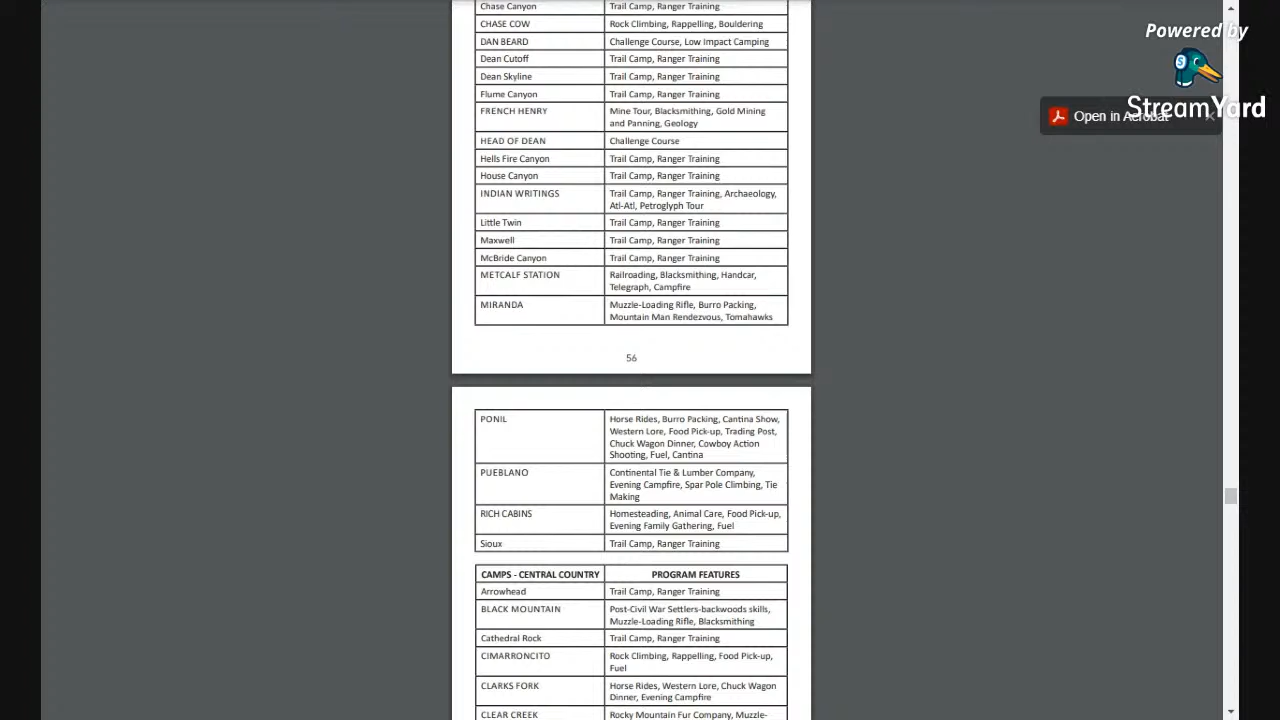 Powered by
StreamYard
Open in Acrobat
Chase Canyon Trail Camp, Ranger Training
CHASE COW Rock Climbing, Rappelling, Bouldering
DAN BEARD Challenge Course, Low Impact Camping
Dean Cutoff Trail Camp, Ranger Training
Dean Skyline Trail Camp, Ranger Training
Flume Canyon Trail Camp, Ranger Training
FRENCH HENRY Mine Tour, Blacksmithing, Gold Mining
and Panning, Geology
HEAD OF DEAN Challenge Course
Hells Fire Canyon Trail Camp, Ranger Training
House Canyon Trail Camp, Ranger Training
INDIAN WRITINGS Trail Camp, Ranger Training, Archaeology,
Atl-Atl, Petroglyph Tour
Little Twin Trail Camp, Ranger Training
Maxwell Trail Camp, Ranger Training
McBride Canyon Trail Camp, Ranger Training
METCALF STATION Railroading, Blacksmithing, Handcar,
Telegraph, Campfire
MIRANDA Muzzle-Loading Rifle, Burro Packing,
Mountain Man Rendezvous, Tomahawks
56
PONIL Horse Rides, Burro Packing, Cantina Show,
Western Lore, Food Pick-up, Trading Post,
Chuck Wagon Dinner, Cowboy Action
Shooting, Fuel, Cantina
PUEBLANO Continental Tie & Lumber Company,
Evening Campfire, Spar Pole Climbing, Tie
Making
RICH CABINS Homesteading, Animal Care, Food Pick-up,
Evening Family Gathering, Fuel
Sioux Trail Camp, Ranger Training
CAMPS - CENTRAL COUNTRY PROGRAM FEATURES
Arrowhead Trail Camp, Ranger Training
BLACK MOUNTAIN Post-Civil War Settlers-backwoods skills,
Muzzle-Loading Rifle, Blacksmithing
Cathedral Rock Trail Camp, Ranger Training
CIMARRONCITO Rock Climbing, Rappelling, Food Pick-up,
Fuel
CLARKS FORK Horse Rides, Western Lore, Chuck Wagon
Dinner, Evening Campfire
CLEAR CREEK Rocky Mountain Fur Company, Muzzle-